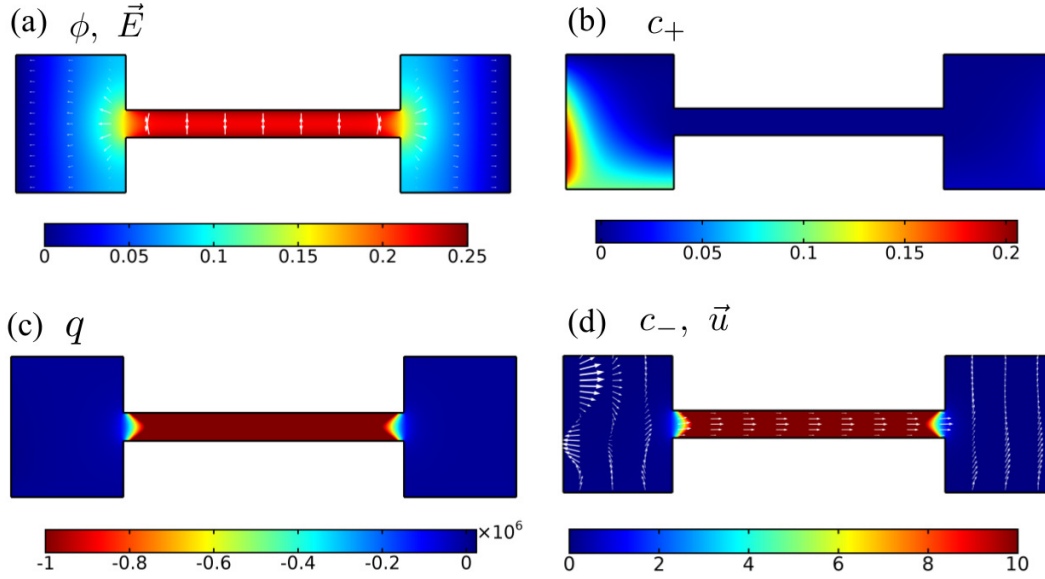 (a) ϕ, E⃗
(b) c₊
0 0.05 0.1 0.15 0.2 0.25
0 0.05 0.1 0.15 0.2
(c) q
(d) c₋, u⃗
×10⁶
-1 -0.8 -0.6 -0.4 -0.2 0
0 2 4 6 8 10